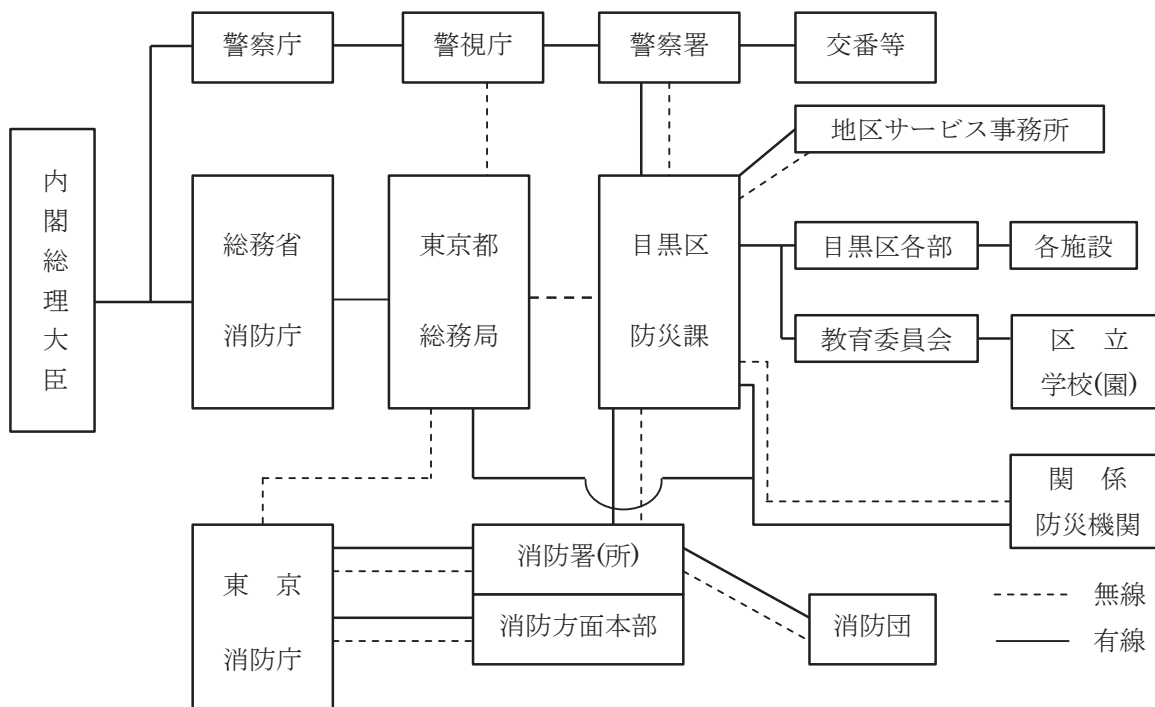 警察庁
警視庁
警察署
交番等
地区サービス事務所
内閣総理大臣
総務省
消防庁
東京都
総務局
目黒区
防災課
目黒区各部
各施設
教育委員会
区 立
学校(園)
関 係
防災機関
東 京
消防庁
消防署(所)
消防方面本部
消防団
無線
有線